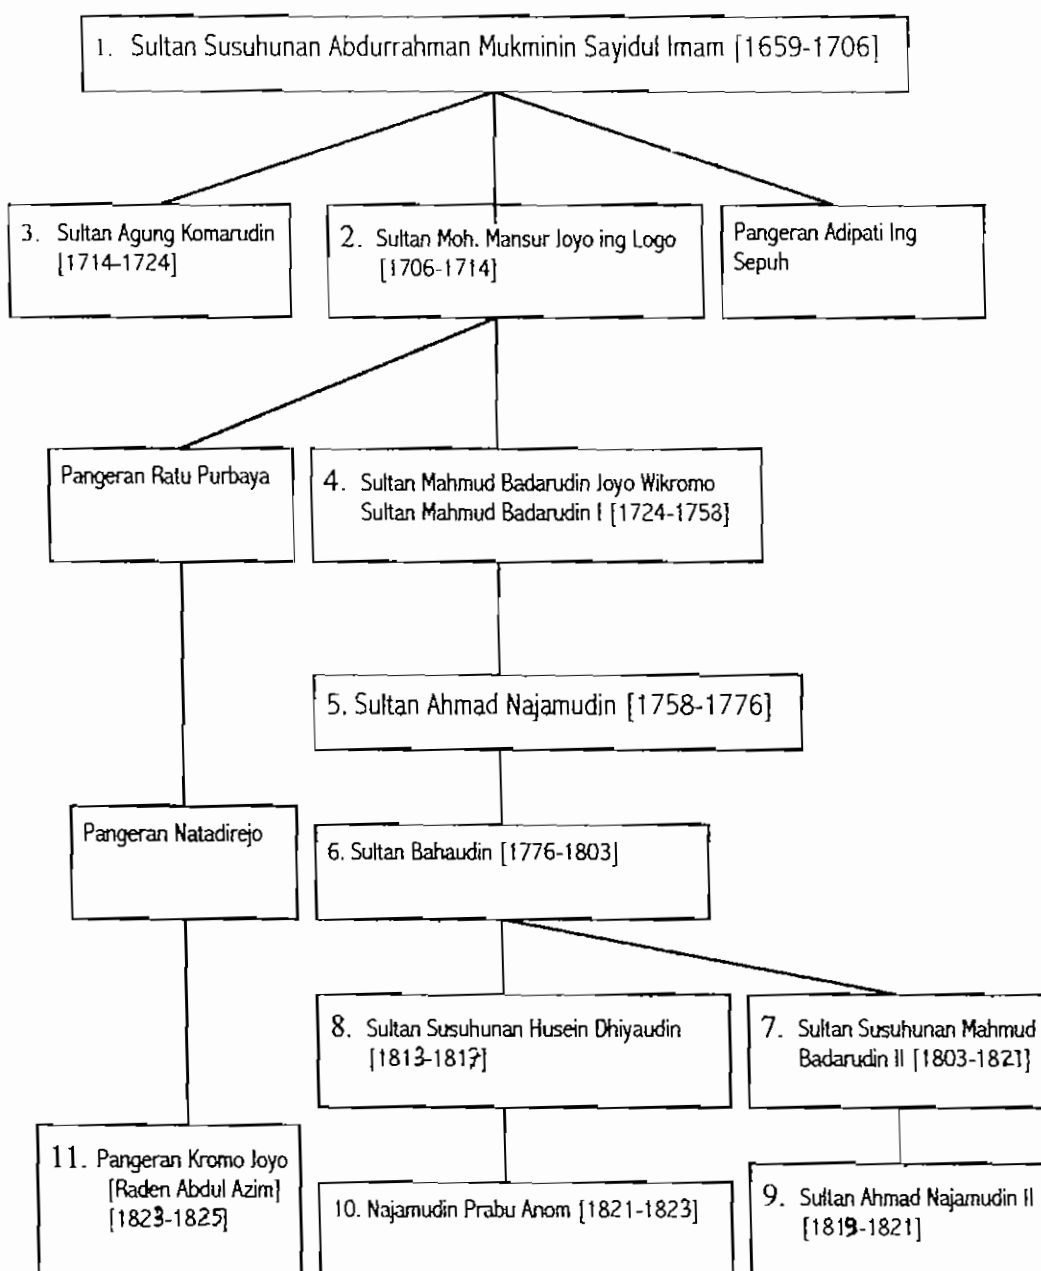 1. Sultan Susuhunan Abdurrahman Mukminin Sayidul Imam [1659-1706]
3. Sultan Agung Komarudin
[1714-1724]
2. Sultan Moh. Mansur Joyo ing Logo
[1706-1714]
Pangeran Adipati Ing
Sepuh
Pangeran Ratu Purbaya
4. Sultan Mahmud Badarudin Joyo Wikromo
Sultan Mahmud Badarudin I [1724-1758]
5. Sultan Ahmad Najamudin [1758-1776]
Pangeran Natadirejo
6. Sultan Bahaudin [1776-1803]
8. Sultan Susuhunan Husein Dhiyaudin
[1813-1817]
7. Sultan Susuhunan Mahmud
Badarudin II [1803-1821]
11. Pangeran Kromo Joyo
[Raden Abdul Azim]
[1823-1825]
10. Najamudin Prabu Anom [1821-1823]
9. Sultan Ahmad Najamudin II
[1819-1821]